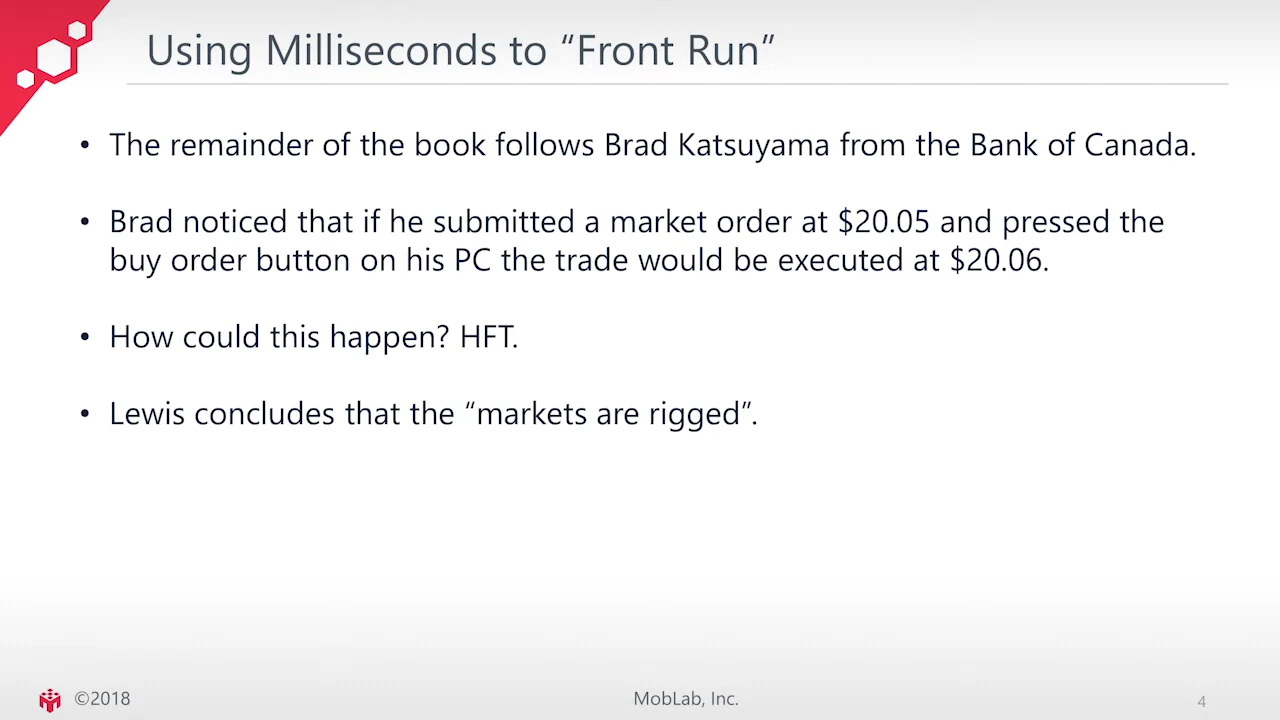 Using Milliseconds to “Front Run”
• The remainder of the book follows Brad Katsuyama from the Bank of Canada.
• Brad noticed that if he submitted a market order at $20.05 and pressed the
buy order button on his PC the trade would be executed at $20.06.
• How could this happen? HFT.
• Lewis concludes that the “markets are rigged”.
©2018
MobLab, Inc.
4